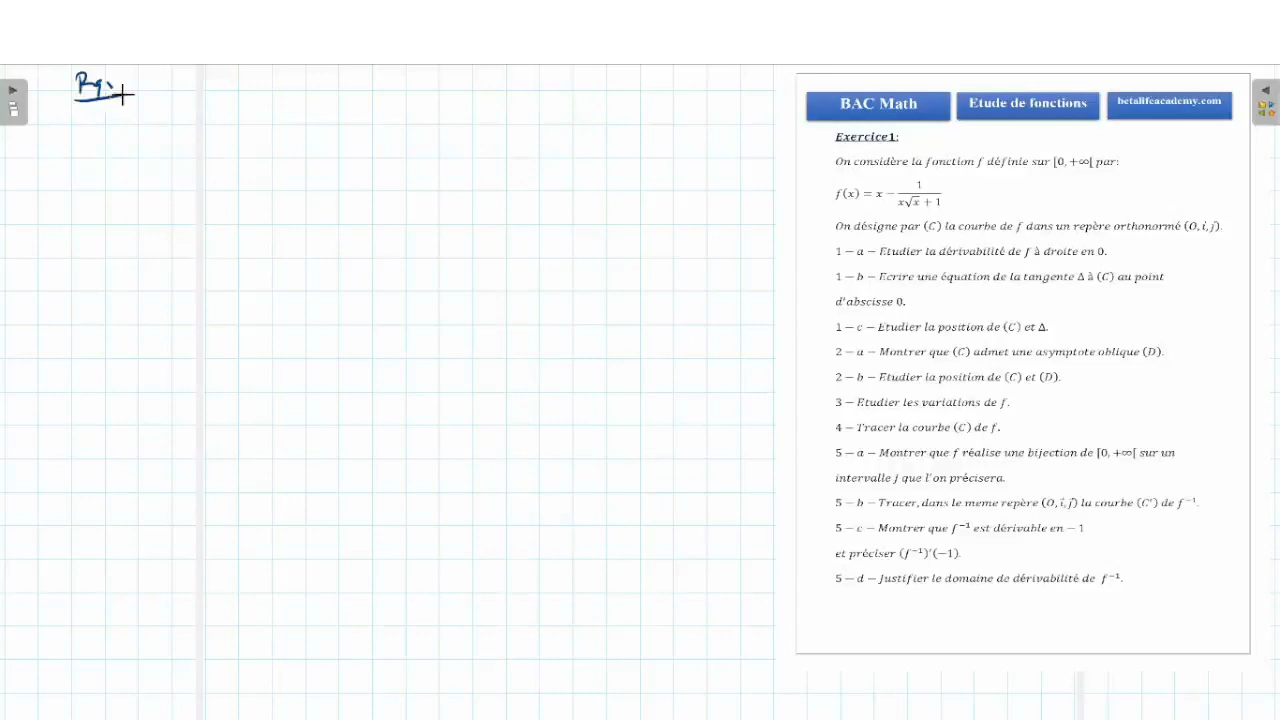 Rq:
BAC Math
Etude de fonctions
betalifeacademy.com
Exercice1:
On considère la fonction f définie sur [0, +∞[ par:
f(x) = x − 1 / (x√x + 1)
On désigne par (C) la courbe de f dans un repère orthonormé (O, i, j).
1 − a − Etudier la dérivabilité de f à droite en 0.
1 − b − Ecrire une équation de la tangente Δ à (C) au point
d'abscisse 0.
1 − c − Etudier la position de (C) et Δ.
2 − a − Montrer que (C) admet une asymptote oblique (D).
2 − b − Etudier la position de (C) et (D).
3 − Etudier les variations de f.
4 − Tracer la courbe (C) de f.
5 − a − Montrer que f réalise une bijection de [0, +∞[ sur un
intervalle j que l'on précisera.
5 − b − Tracer, dans le meme repère (O, i⃗, j⃗) la courbe (C') de f⁻¹.
5 − c − Montrer que f⁻¹ est dérivable en − 1
et préciser (f⁻¹)'(−1).
5 − d − Justifier le domaine de dérivabilité de f⁻¹.